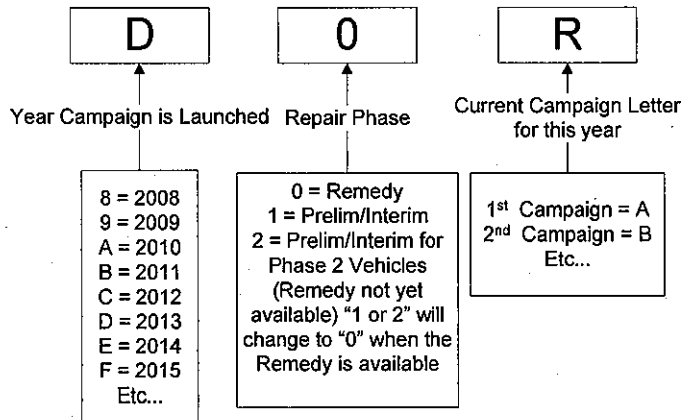 D 0 R
Year Campaign is Launched
Repair Phase
Current Campaign Letter
for this year
8 = 2008
9 = 2009
A = 2010
B = 2011
C = 2012
D = 2013
E = 2014
F = 2015
Etc...
0 = Remedy
1 = Prelim/Interim
2 = Prelim/Interim for
Phase 2 Vehicles
(Remedy not yet
available) “1 or 2” will
change to “0” when the
Remedy is available
1st Campaign = A
2nd Campaign = B
Etc...